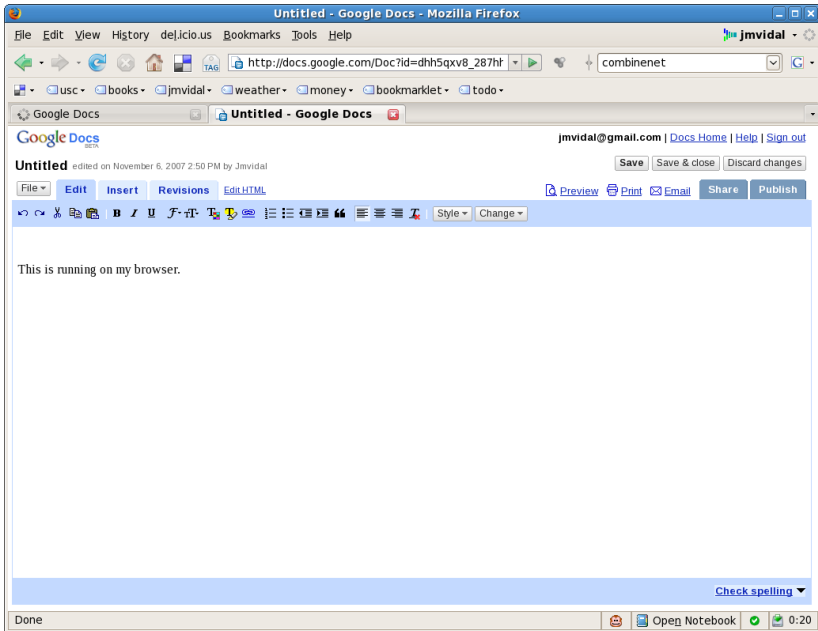 Untitled - Google Docs - Mozilla Firefox
File Edit View History del.icio.us Bookmarks Tools Help jmvidal
TAG http://docs.google.com/Doc?id=dhh5qxv8_287hf combinenet G
usc books jmvidal weather money bookmarklet todo
Google Docs Untitled - Google Docs
Google Docs BETA jmvidal@gmail.com | Docs Home | Help | Sign out
Untitled edited on November 6, 2007 2:50 PM by Jmvidal Save Save & close Discard changes
File Edit Insert Revisions Edit HTML Preview Print Email Share Publish
B I U Style Change
This is running on my browser.
Check spelling
Done Open Notebook 0:20